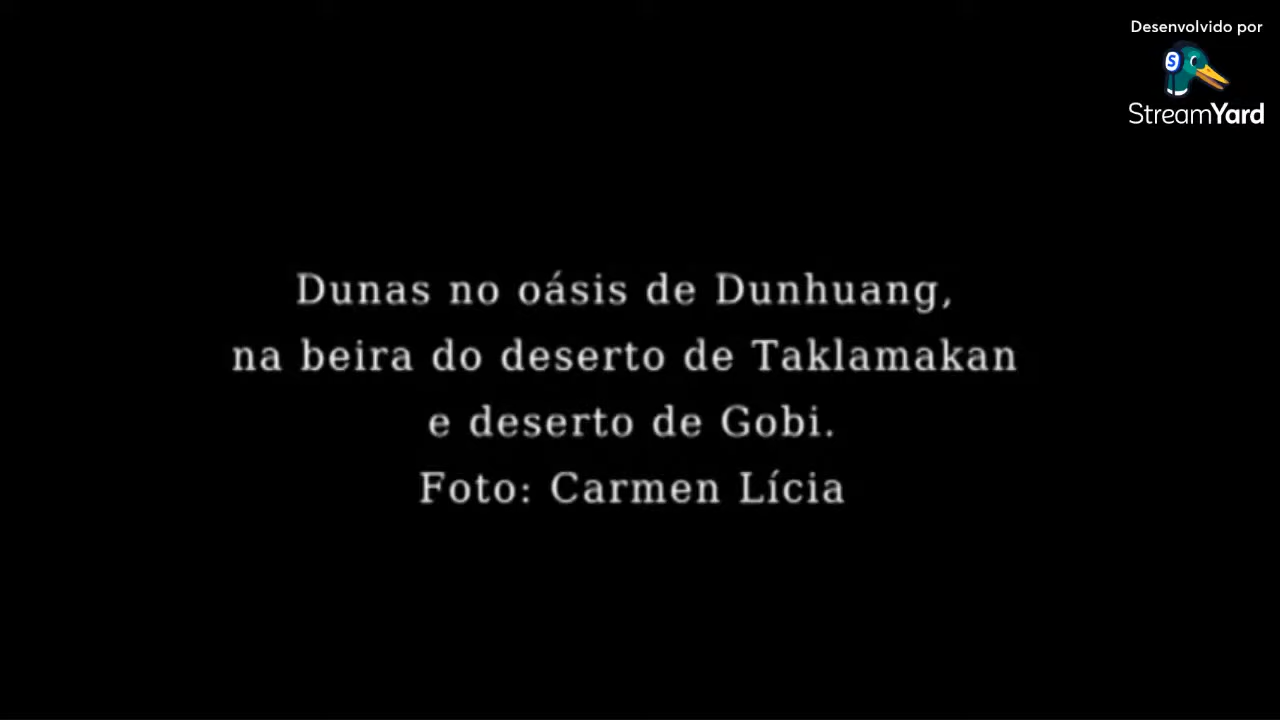 Desenvolvido por
StreamYard
Dunas no oásis de Dunhuang,
na beira do deserto de Taklamakan
e deserto de Gobi.
Foto: Carmen Lícia